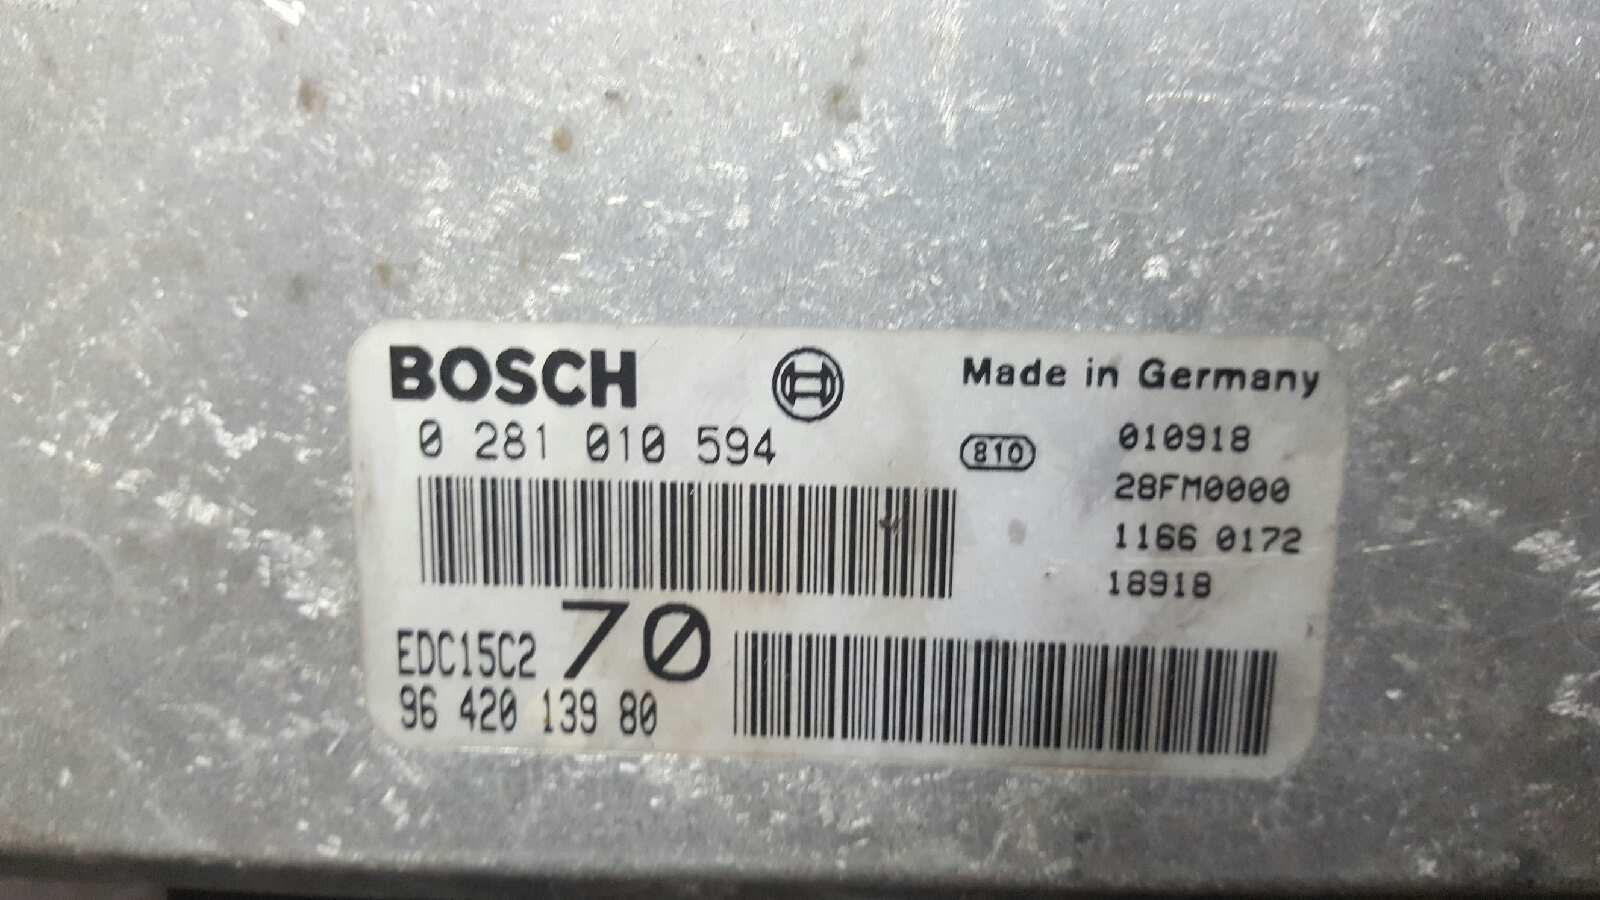 BOSCH
Made in Germany
0 281 010 594
810
010918
28FM0000
1166 0172
18918
EDC15C2 70
96 420 139 80